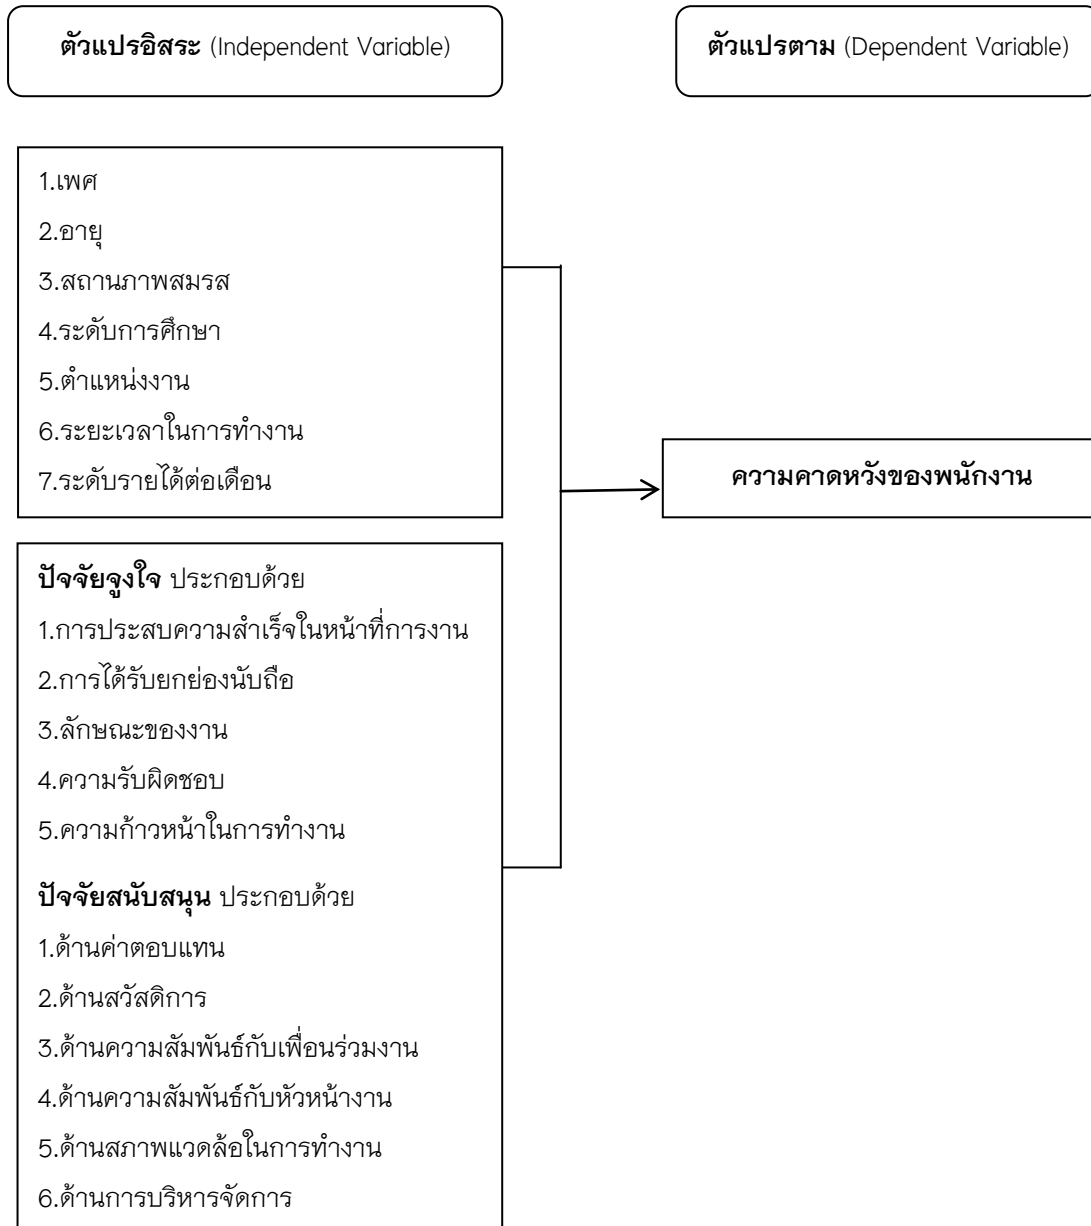 ตัวแปรอิสระ (Independent Variable)
ตัวแปรตาม (Dependent Variable)
1.เพศ
2.อายุ
3.สถานภาพสมรส
4.ระดับการศึกษา
5.ตำแหน่งงาน
6.ระยะเวลาในการทำงาน
7.ระดับรายได้ต่อเดือน
ความคาดหวังของพนักงาน
ปัจจัยจูงใจ ประกอบด้วย
1.การประสบความสำเร็จในหน้าที่การงาน
2.การได้รับยกย่องนับถือ
3.ลักษณะของงาน
4.ความรับผิดชอบ
5.ความก้าวหน้าในการทำงาน
ปัจจัยสนับสนุน ประกอบด้วย
1.ด้านค่าตอบแทน
2.ด้านสวัสดิการ
3.ด้านความสัมพันธ์กับเพื่อนร่วมงาน
4.ด้านความสัมพันธ์กับหัวหน้างาน
5.ด้านสภาพแวดล้อในการทำงาน
6.ด้านการบริหารจัดการ